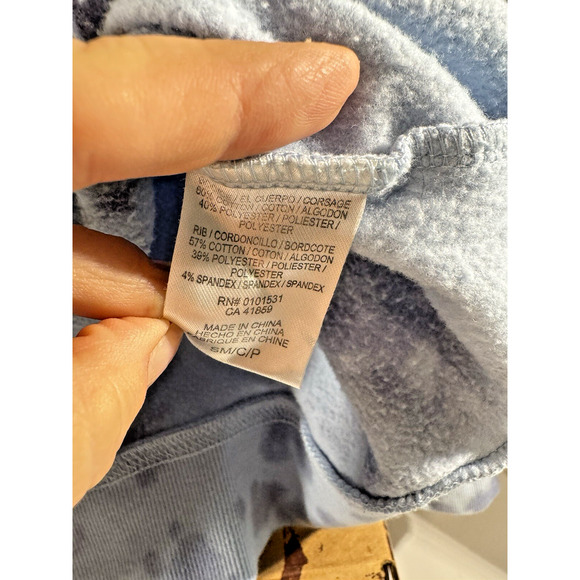 EL CUERPO / CORSAGE
60% COTTON / COTON / ALGODON
40% POLYESTER / POLIESTER /
POLYESTER
RIB / CORDONCILLO / BORDCOTE
57% COTTON / COTON / ALGODON
39% POLYESTER / POLIESTER /
POLYESTER
4% SPANDEX / SPANDEX / SPANDEX
RN# 0101531
CA 41859
MADE IN CHINA
HECHO EN CHINA
FABRIQUE EN CHINE
SM/C/P